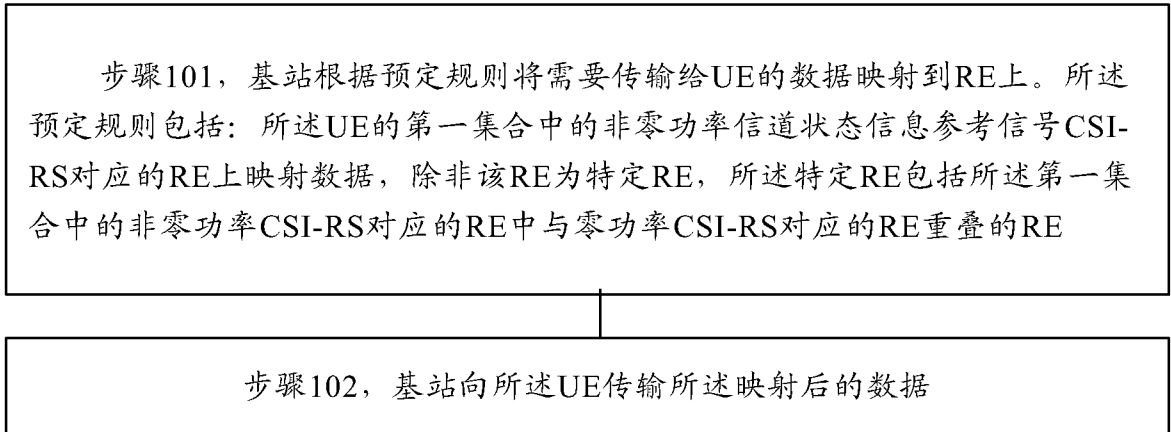 步骤101，基站根据预定规则将需要传输给UE的数据映射到RE上。所述
预定规则包括：所述UE的第一集合中的非零功率信道状态信息参考信号CSI-
RS对应的RE上映射数据，除非该RE为特定RE，所述特定RE包括所述第一集
合中的非零功率CSI-RS对应的RE中与零功率CSI-RS对应的RE重叠的RE
步骤102，基站向所述UE传输所述映射后的数据